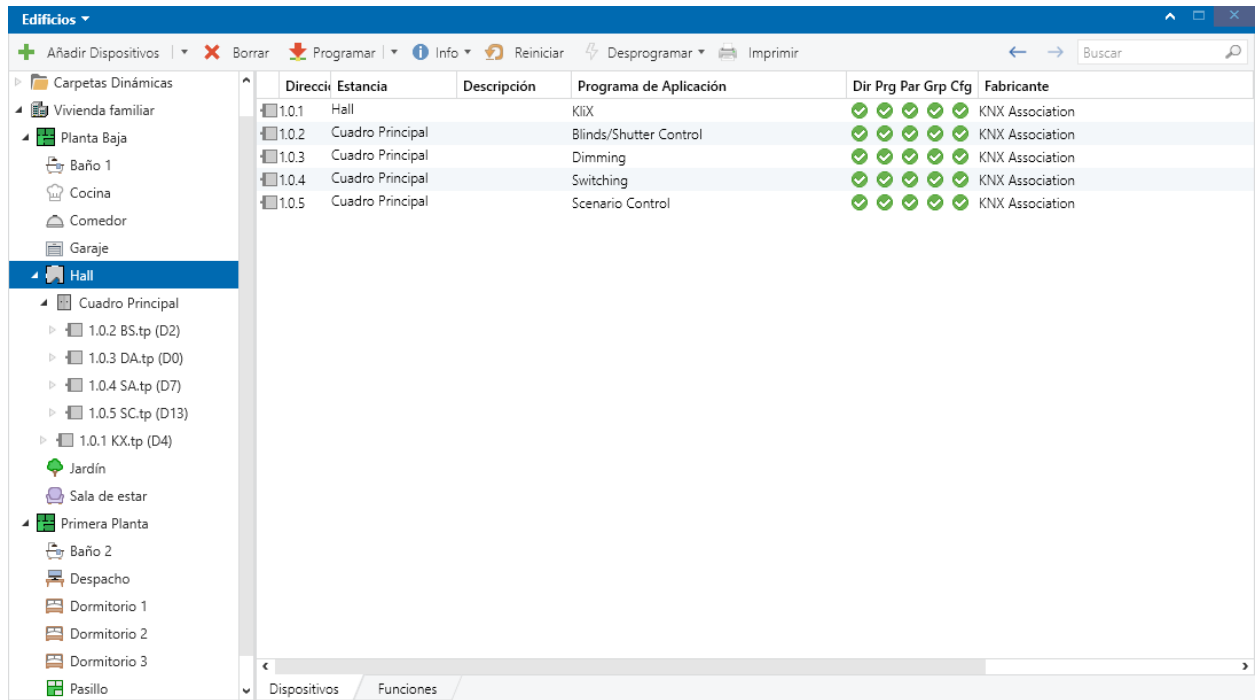 Edificios
Añadir Dispositivos Borrar Programar Info Reiniciar Desprogramar Imprimir Buscar
Carpetas Dinámicas
Vivienda familiar
Planta Baja
Baño 1
Cocina
Comedor
Garaje
Hall
Cuadro Principal
1.0.2 BS.tp (D2)
1.0.3 DA.tp (D0)
1.0.4 SA.tp (D7)
1.0.5 SC.tp (D13)
1.0.1 KX.tp (D4)
Jardín
Sala de estar
Primera Planta
Baño 2
Despacho
Dormitorio 1
Dormitorio 2
Dormitorio 3
Pasillo
Direcci Estancia Descripción Programa de Aplicación Dir Prg Par Grp Cfg Fabricante
1.0.1 Hall KliX KNX Association
1.0.2 Cuadro Principal Blinds/Shutter Control KNX Association
1.0.3 Cuadro Principal Dimming KNX Association
1.0.4 Cuadro Principal Switching KNX Association
1.0.5 Cuadro Principal Scenario Control KNX Association
Dispositivos Funciones